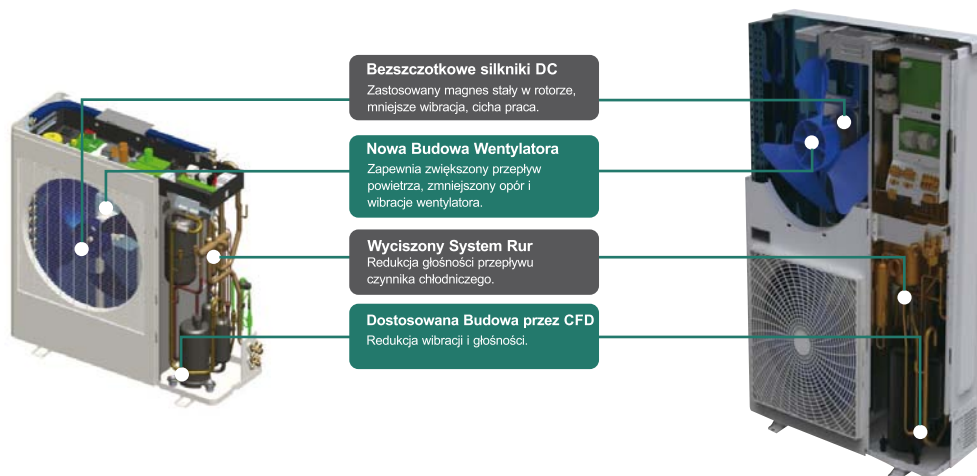 Bezszczotkowe silkniki DC
Zastosowany magnes stały w rotorze,
mniejsze wibracja, cicha praca.
Nowa Budowa Wentylatora
Zapewnia zwiększony przepływ
powietrza, zmniejszony opór i
wibracje wentylatora.
Wyciszony System Rur
Redukcja głośności przepływu
czynnika chłodniczego.
Dostosowana Budowa przez CFD
Redukcja wibracji i głośności.